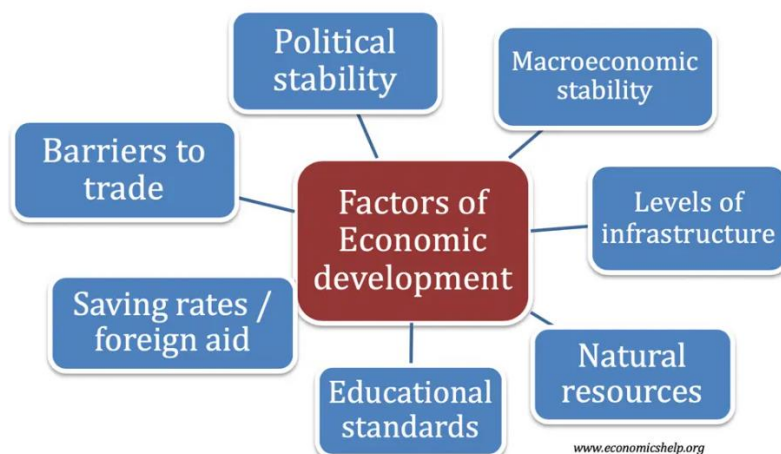 Political
stability
Macroeconomic
stability
Barriers to
trade
Factors of
Economic
development
Levels of
infrastructure
Saving rates /
foreign aid
Natural
resources
Educational
standards
www.economicshelp.org